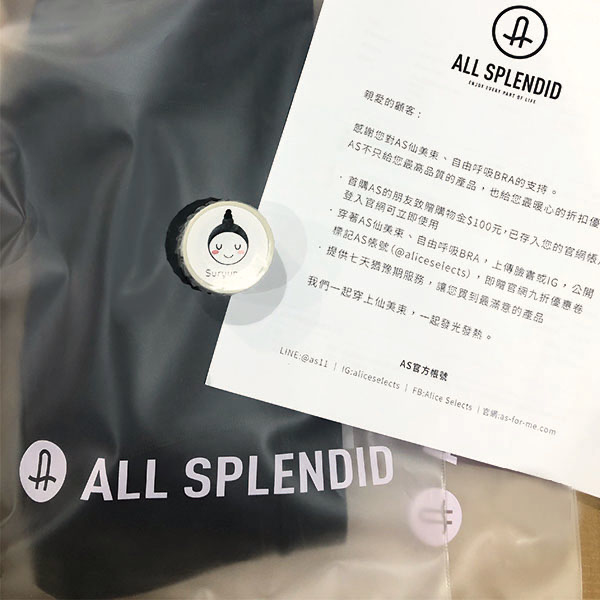 ALL SPLENDID
ENJOY EVERY PART OF LIFE
親愛的顧客：
感謝您對AS仙美束、自由呼吸BRA的支持。
AS不只給您最高品質的產品，也給您最暖心的折扣優
· 首購AS的朋友致贈購物金$100元，已存入您的官網帳
登入官網可立即使用
· 穿著AS仙美束、自由呼吸BRA，上傳臉書或IG，公開
標記AS帳號(@aliceselects)，即贈官網九折優惠卷
· 提供七天猶豫期服務，讓您買到最滿意的產品
我們一起穿上仙美束，一起發光發熱。
AS官方帳號
LINE:@as11 | IG:aliceselects | FB:Alice Selects | 官網:as-for-me.com
ALL SPLENDID